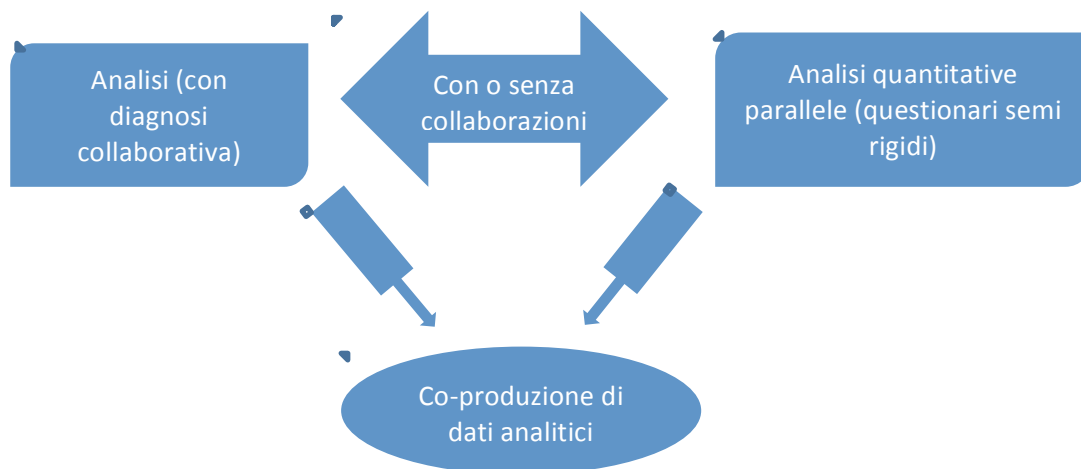 Analisi (con
diagnosi
collaborativa)
Con o senza
collaborazioni
Analisi quantitative
parallele (questionari semi
rigidi)
Co-produzione di
dati analitici